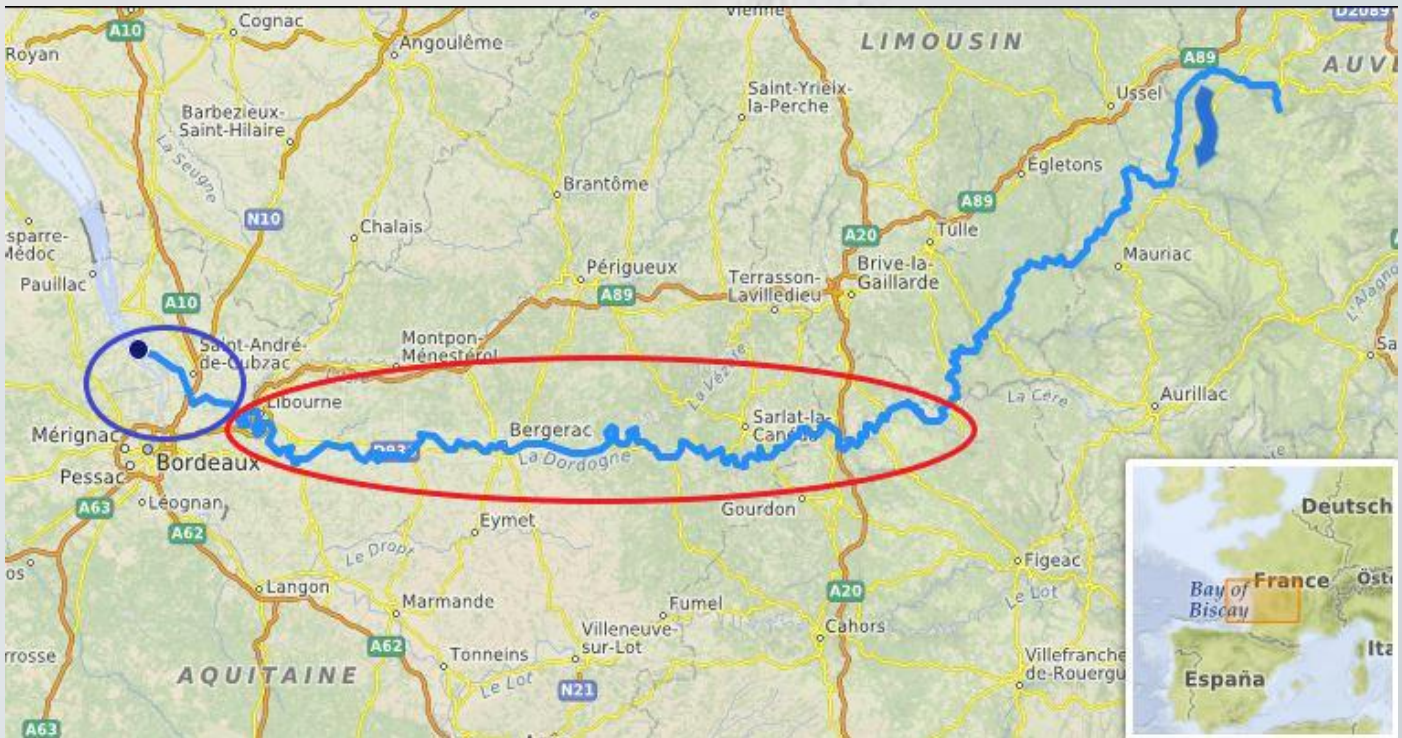 Vienne
D2089
A10
Cognac
Angoulême
LIMOUSIN
A89
AUV
Royan
Saint-Yrieix-
la-Perche
Ussel
Barbezieux-
Saint-Hilaire
La Seugne
Égletons
Brantôme
A89
N10
Chalais
A20
Tulle
sparre-
Médoc
Mauriac
Pauillac
Périgueux
Terrasson-
Lavilledieu
Brive-la-
Gaillarde
A10
A89
L'Alagno
Saint-André-
de-Cubzac
Montpon-
Ménestérol
La Vézère
Sa
Libourne
La Cère
Aurillac
Sarlat-la-
Canéda
Mérignac
Bergerac
La Dordogne
Bordeaux
Pessac
Léognan
A63
Gourdon
Eymet
A62
Deutsch
Le Dropt
Figeac
os
Langon
A20
Bay of
Biscay
France
Öste
Marmande
Fumel
Le Lot
Villeneuve-
sur-Lot
Cahors
A62
rrosse
Tonneins
Villefranche
de-Rouergu
Ita
AQUITAINE
Le Lot
N21
España
A63